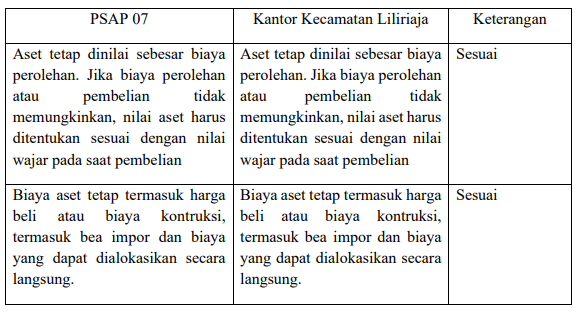 PSAP 07
Kantor Kecamatan Liliriaja
Keterangan
Aset tetap dinilai sebesar biaya
perolehan. Jika biaya perolehan
atau pembelian tidak
memungkinkan, nilai aset harus
ditentukan sesuai dengan nilai
wajar pada saat pembelian
Aset tetap dinilai sebesar biaya
perolehan. Jika biaya perolehan
atau pembelian tidak
memungkinkan, nilai aset harus
ditentukan sesuai dengan nilai
wajar pada saat pembelian
Sesuai
Biaya aset tetap termasuk harga
beli atau biaya kontruksi,
termasuk bea impor dan biaya
yang dapat dialokasikan secara
langsung.
Biaya aset tetap termasuk harga
beli atau biaya kontruksi,
termasuk bea impor dan biaya
yang dapat dialokasikan secara
langsung.
Sesuai